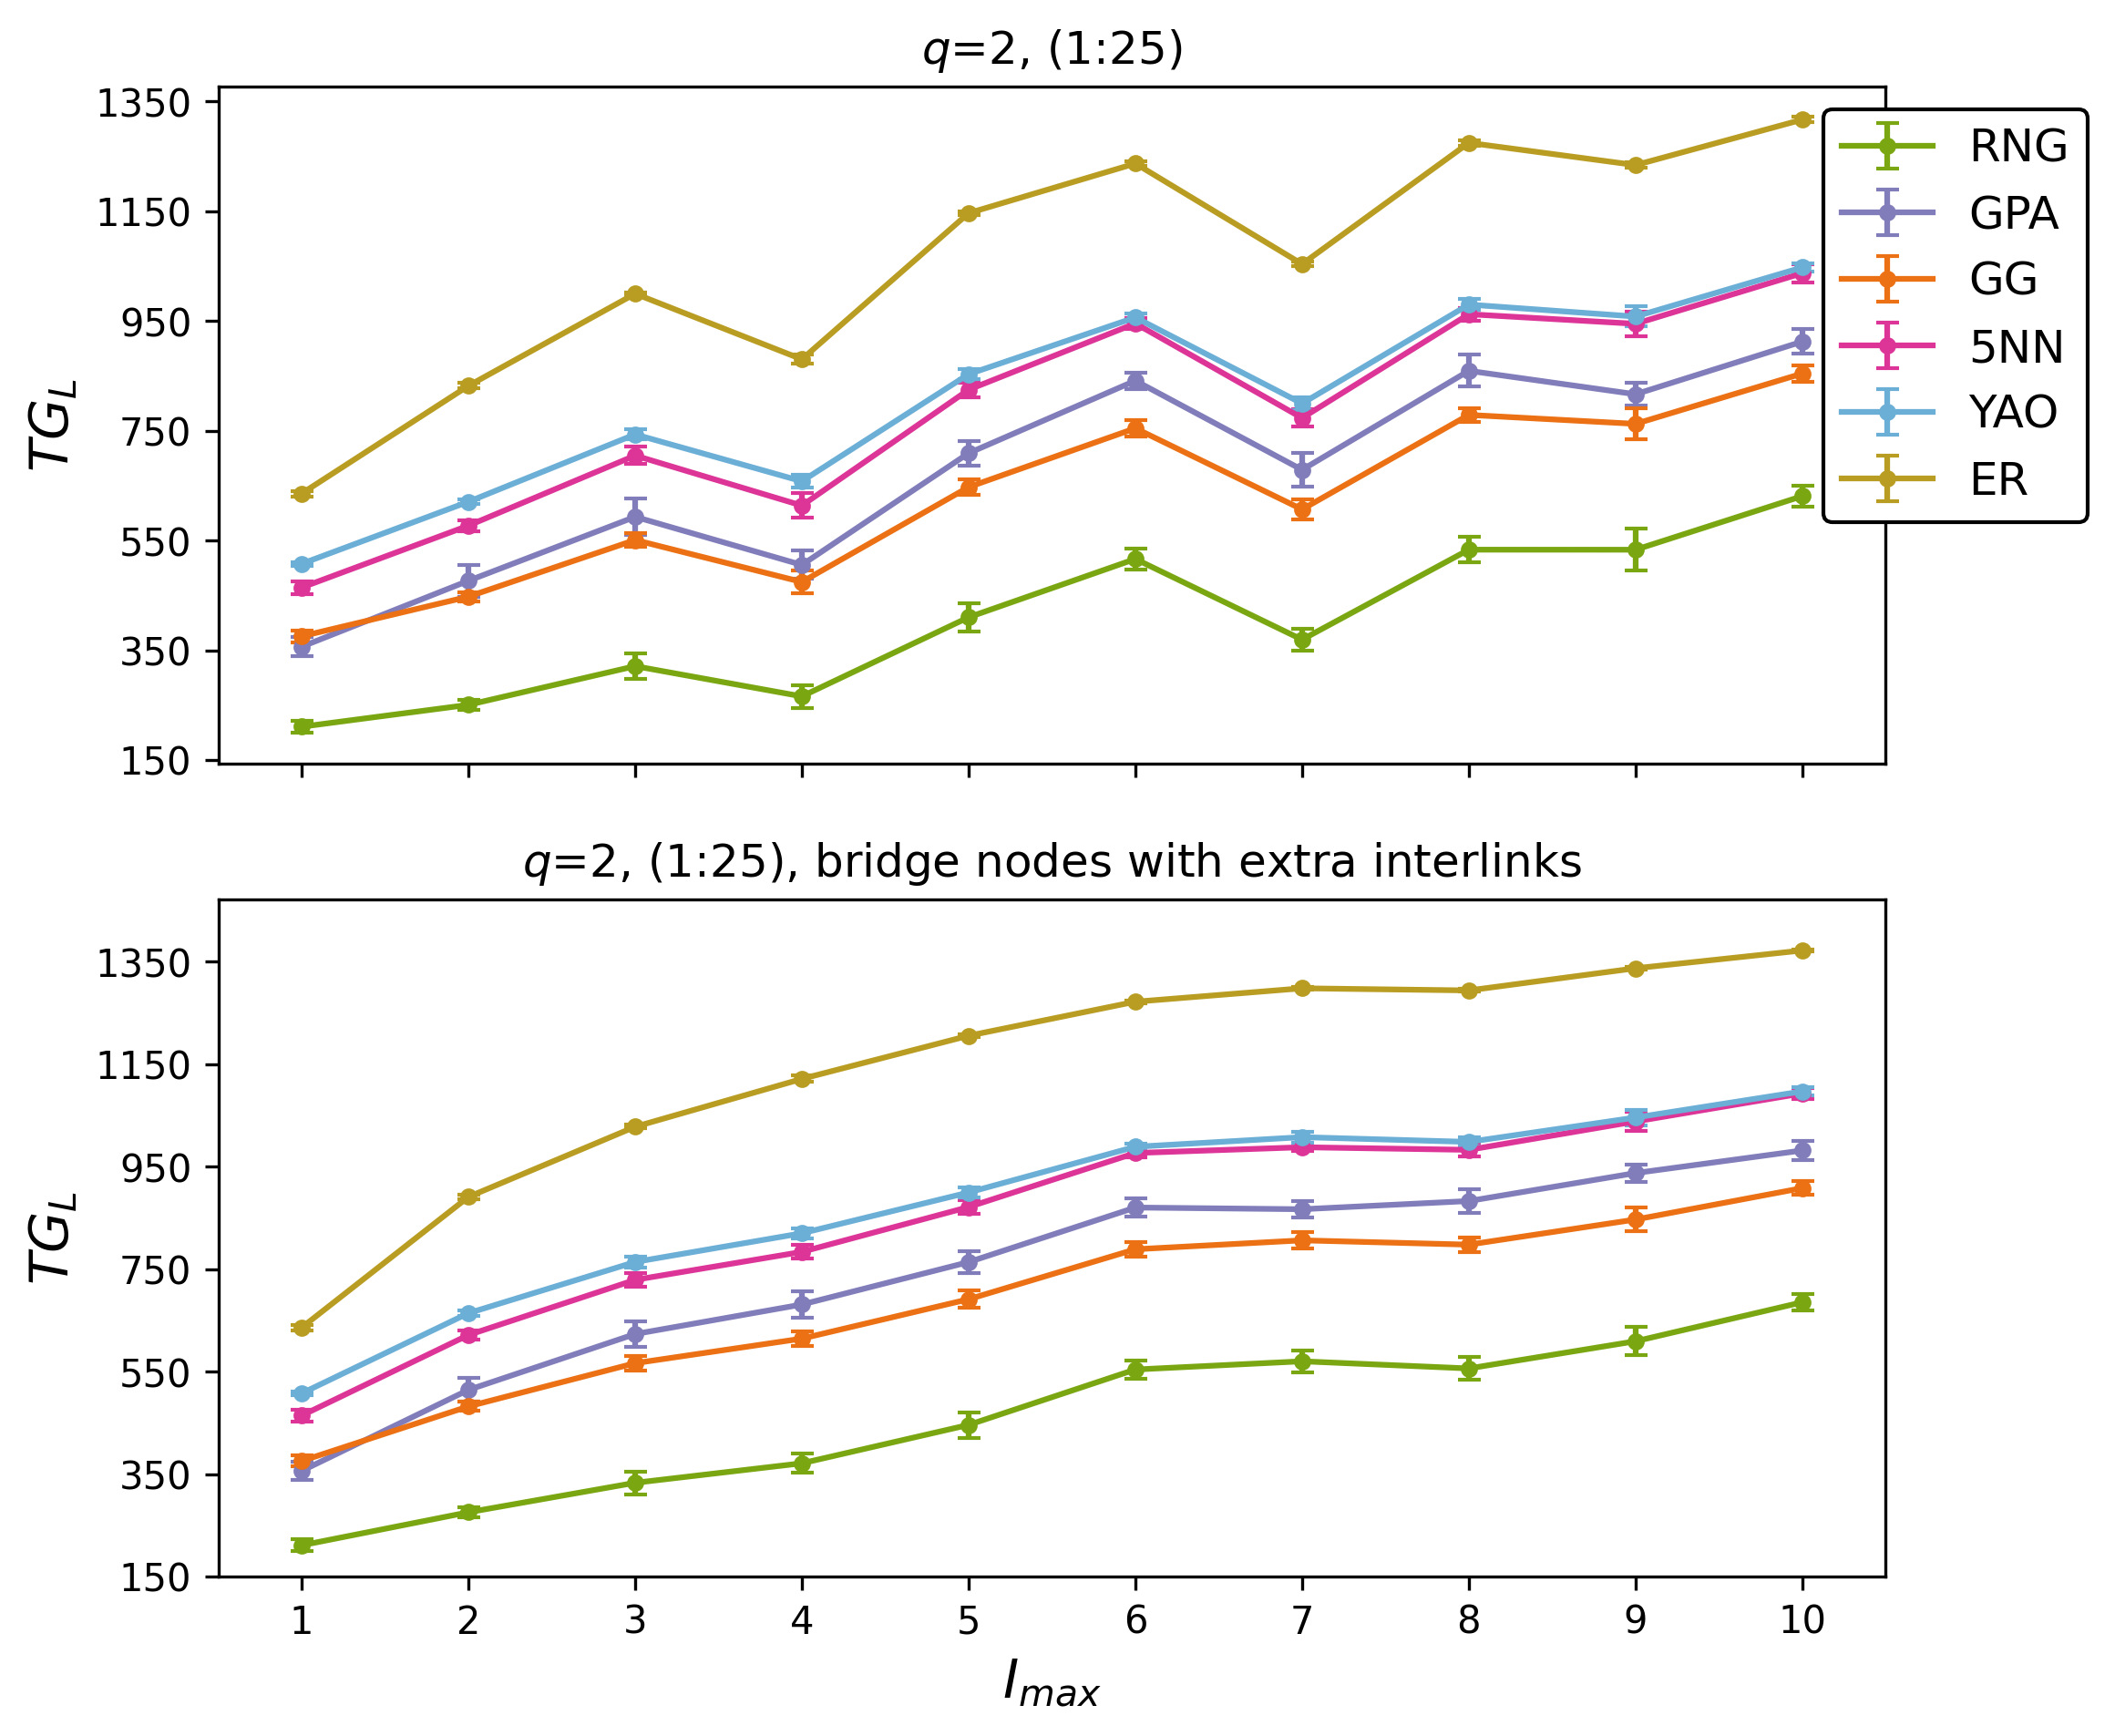 q=2, (1:25)
1350
1150
950
750
550
350
150
TG_L
RNG
GPA
GG
5NN
YAO
ER
q=2, (1:25), bridge nodes with extra interlinks
1350
1150
950
750
550
350
150
TG_L
1 2 3 4 5 6 7 8 9 10
I_max